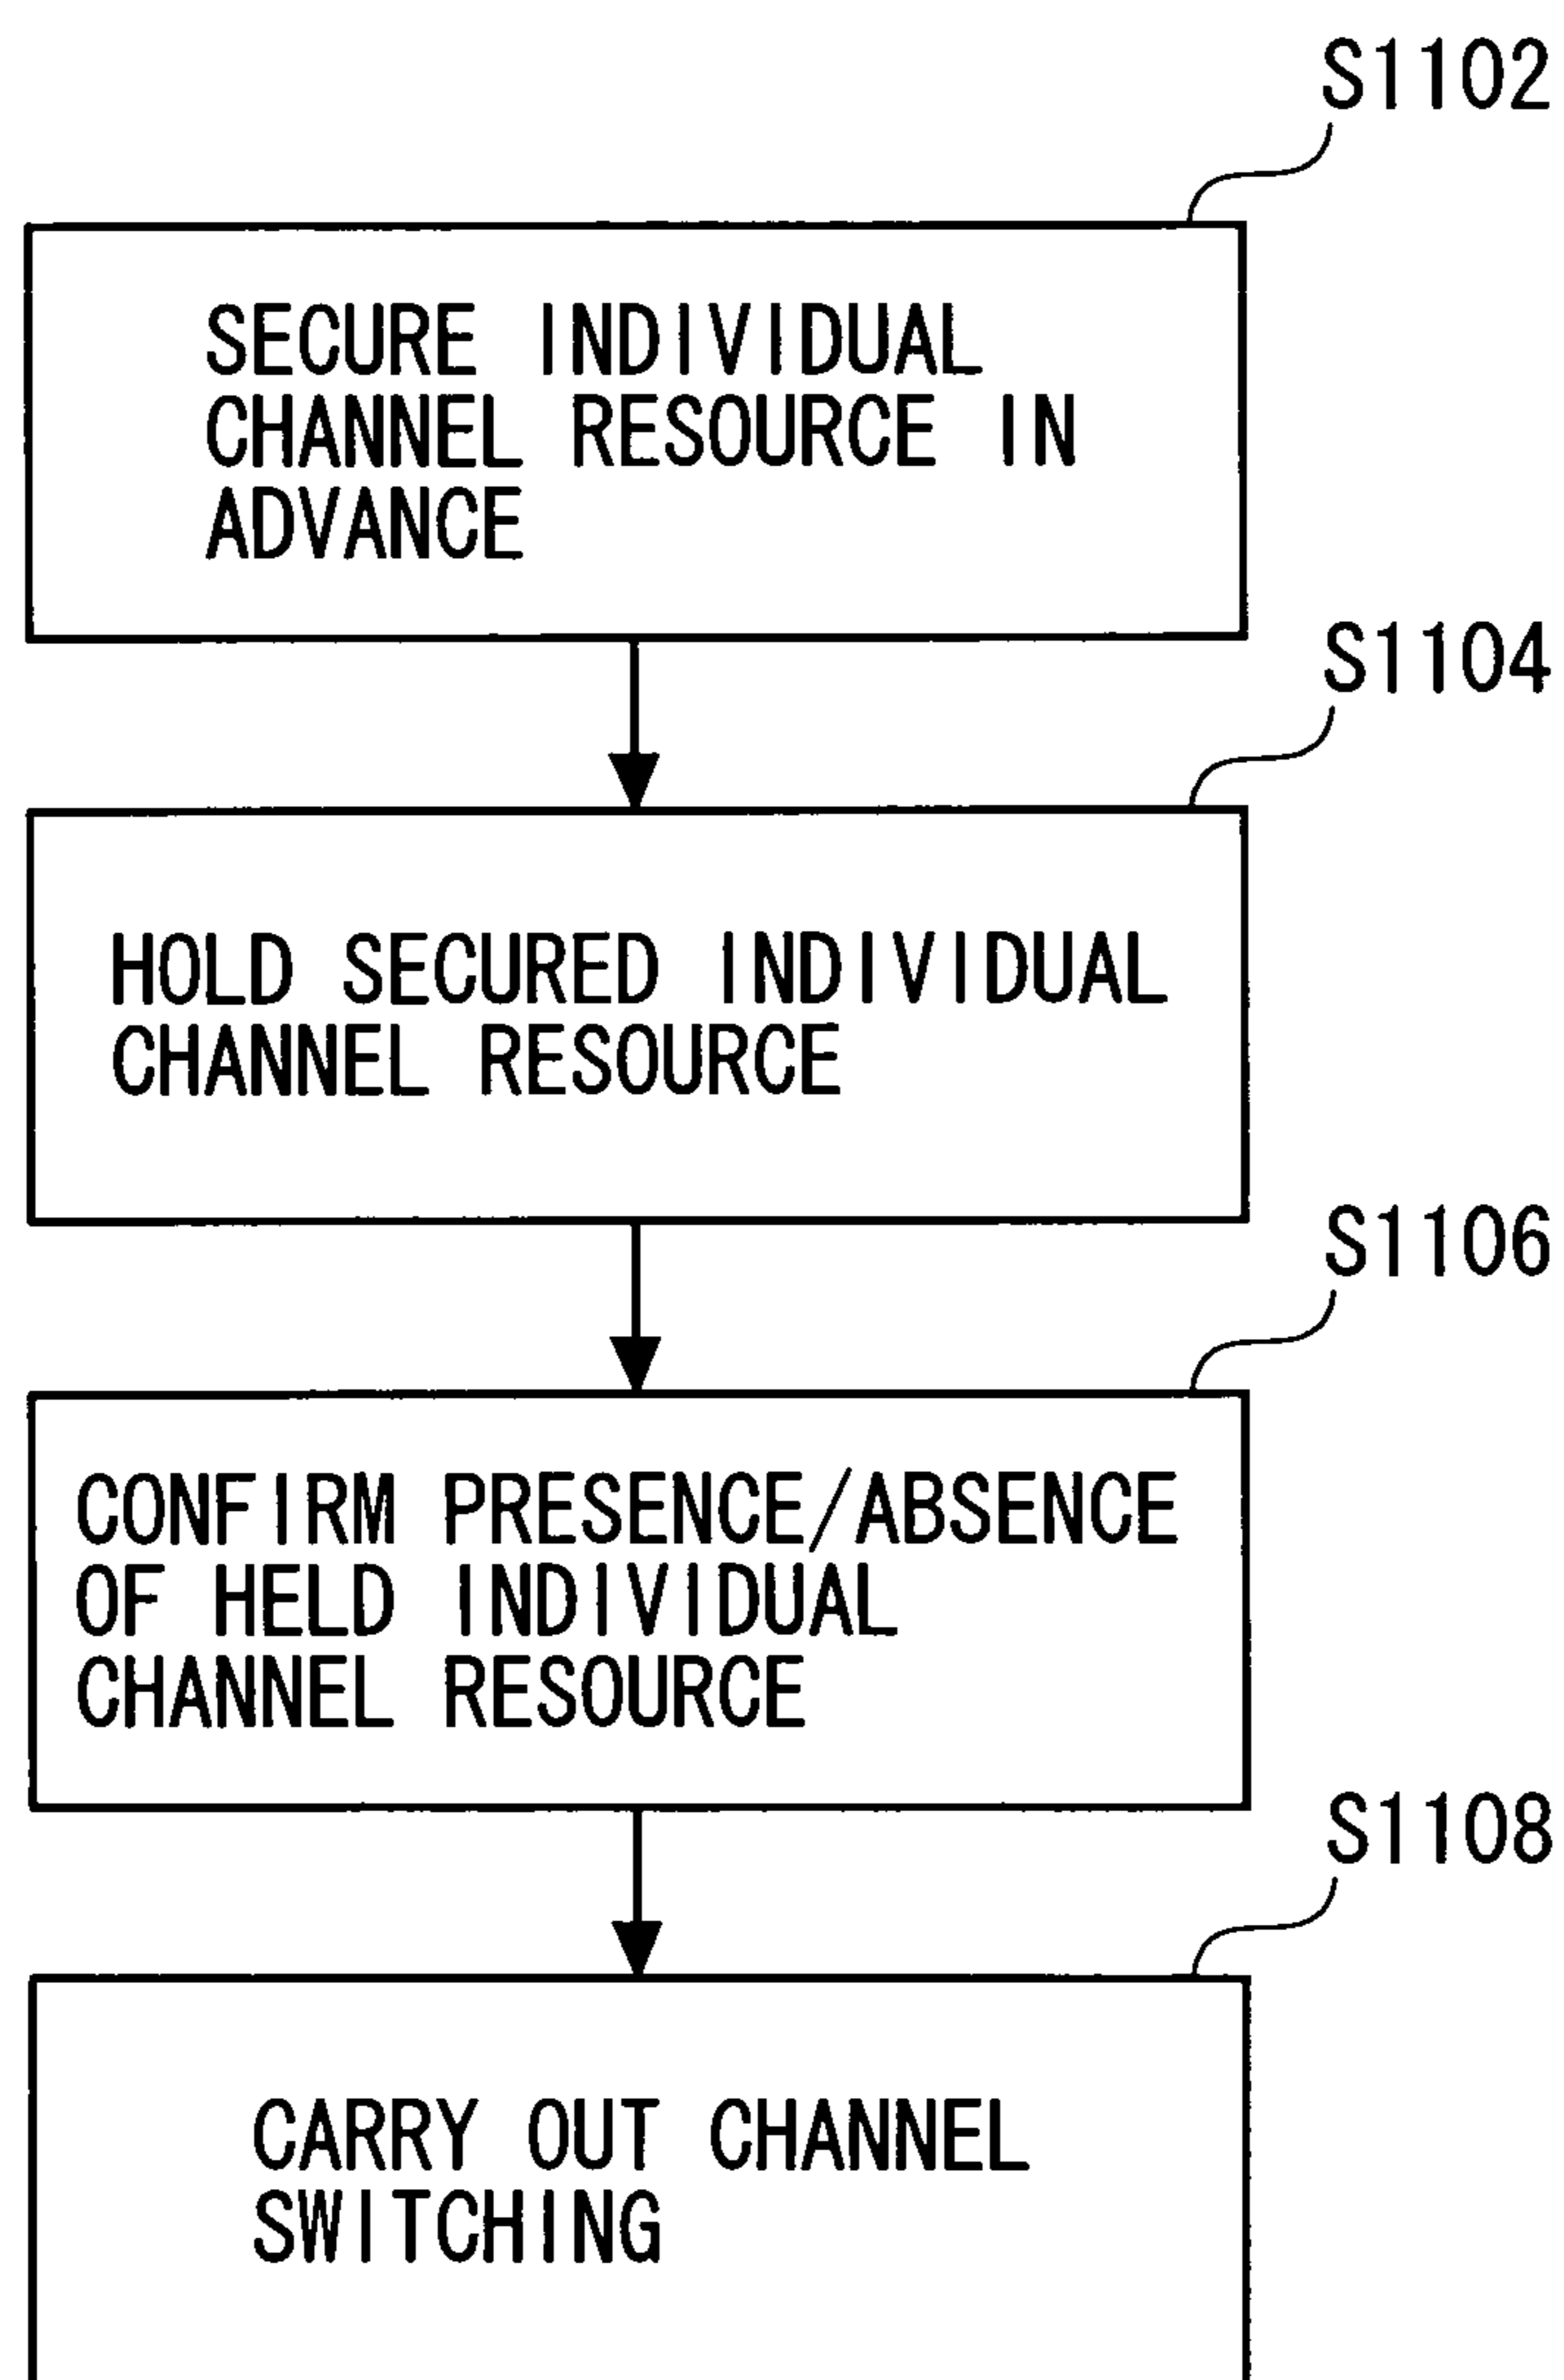 S1102
SECURE INDIVIDUAL
CHANNEL RESOURCE IN
ADVANCE
S1104
HOLD SECURED INDIVIDUAL
CHANNEL RESOURCE
S1106
CONFIRM PRESENCE/ABSENCE
OF HELD INDIVIDUAL
CHANNEL RESOURCE
S1108
CARRY OUT CHANNEL
SWITCHING